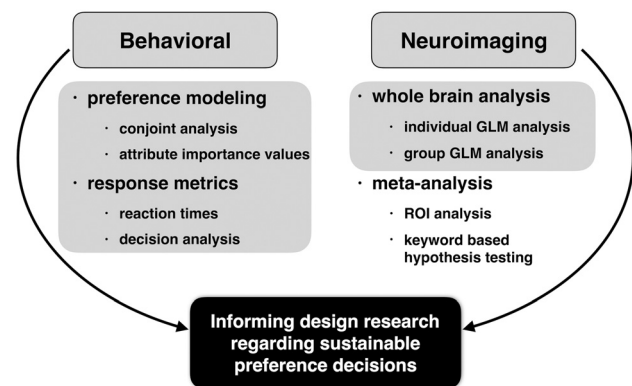 Behavioral
· preference modeling
· conjoint analysis
· attribute importance values
· response metrics
· reaction times
· decision analysis
Neuroimaging
· whole brain analysis
· individual GLM analysis
· group GLM analysis
· meta-analysis
· ROI analysis
· keyword based
hypothesis testing
Informing design research
regarding sustainable
preference decisions